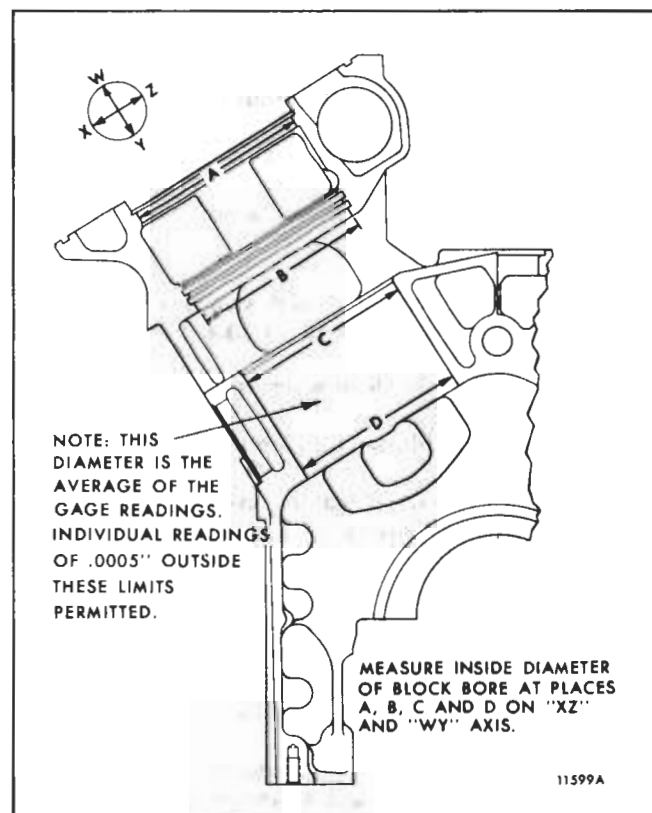 W
Z
X
Y
A
B
C
D
NOTE: THIS
DIAMETER IS THE
AVERAGE OF THE
GAGE READINGS.
INDIVIDUAL READINGS
OF .0005" OUTSIDE
THESE LIMITS
PERMITTED.
MEASURE INSIDE DIAMETER
OF BLOCK BORE AT PLACES
A, B, C AND D ON "XZ"
AND "WY" AXIS.
11599A